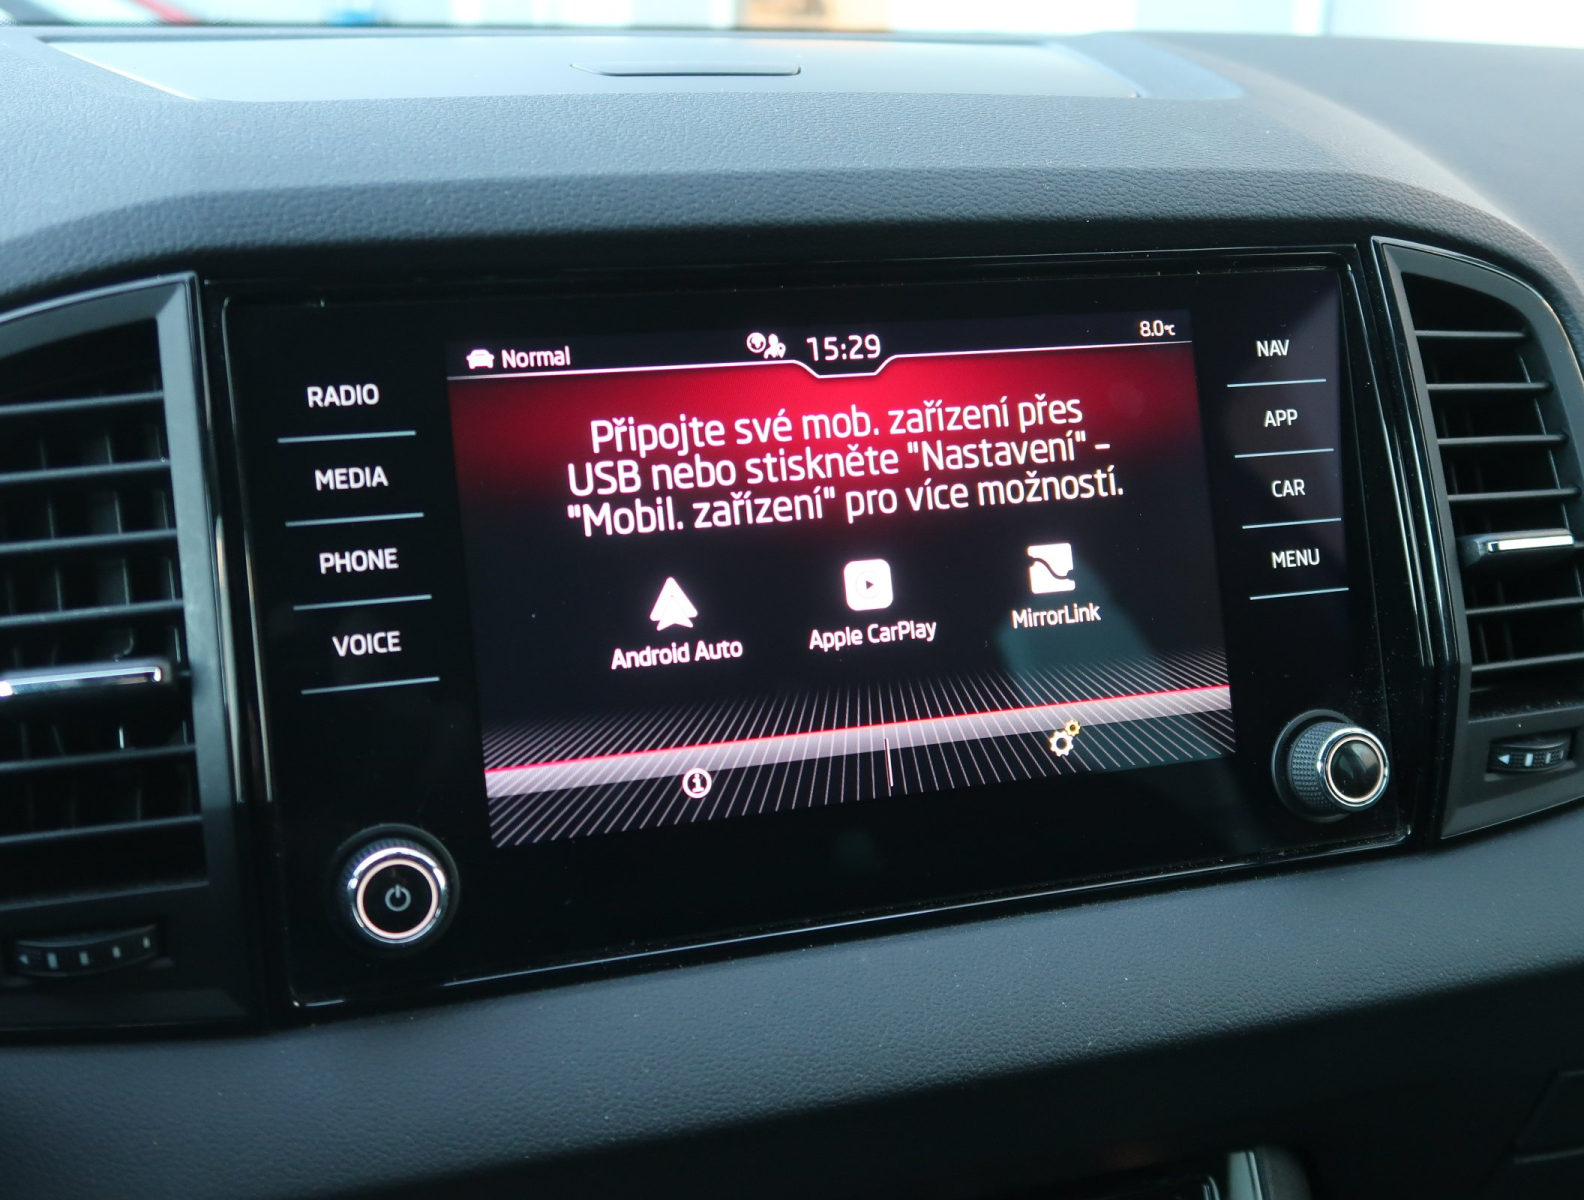 Normal
15:29
8.0°C
RADIO
MEDIA
PHONE
VOICE
Připojte své mob. zařízení přes
USB nebo stiskněte "Nastavení" –
"Mobil. zařízení" pro více možností.
Android Auto
Apple CarPlay
MirrorLink
NAV
APP
CAR
MENU